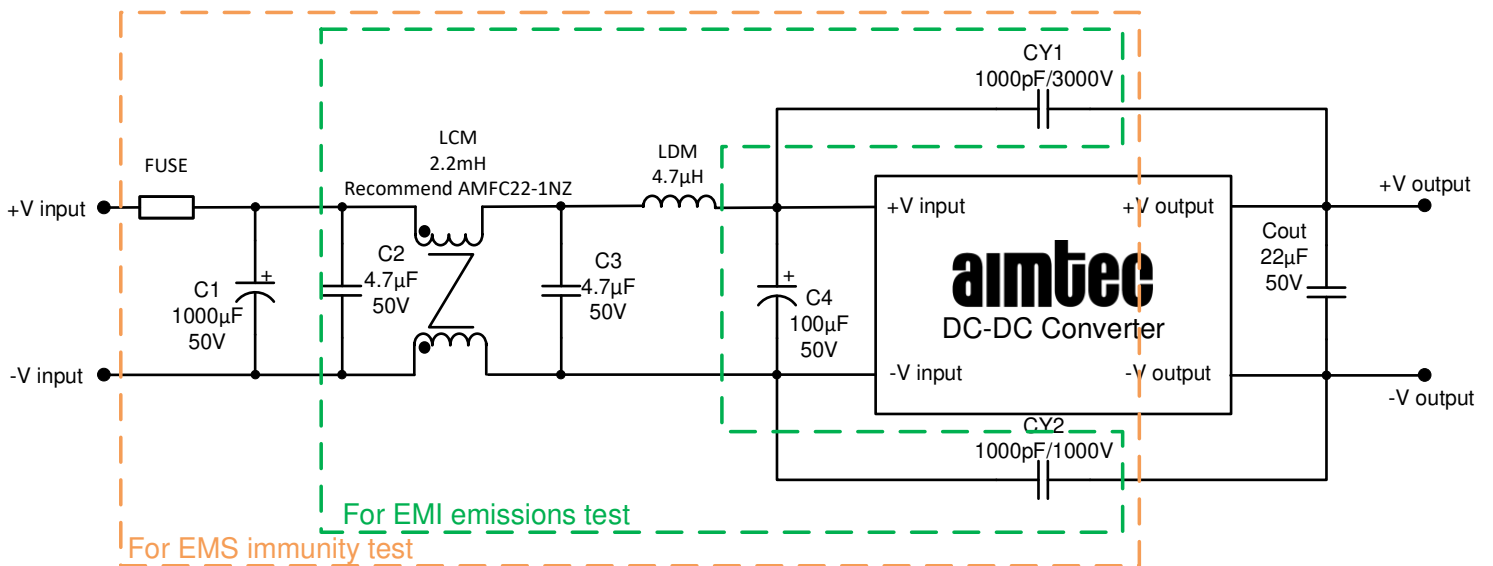 CY1
1000pF/3000V
LCM
2.2mH
Recommend AMFC22-1NZ
LDM
4.7µH
FUSE
+V input
+V input
+V output
+V output
C1
1000µF
50V
+
C2
4.7µF
50V
C3
4.7µF
50V
+
C4
100µF
50V
aimtec
DC-DC Converter
Cout
22µF
50V
-V input
-V input
-V output
-V output
CY2
1000pF/1000V
For EMI emissions test
For EMS immunity test